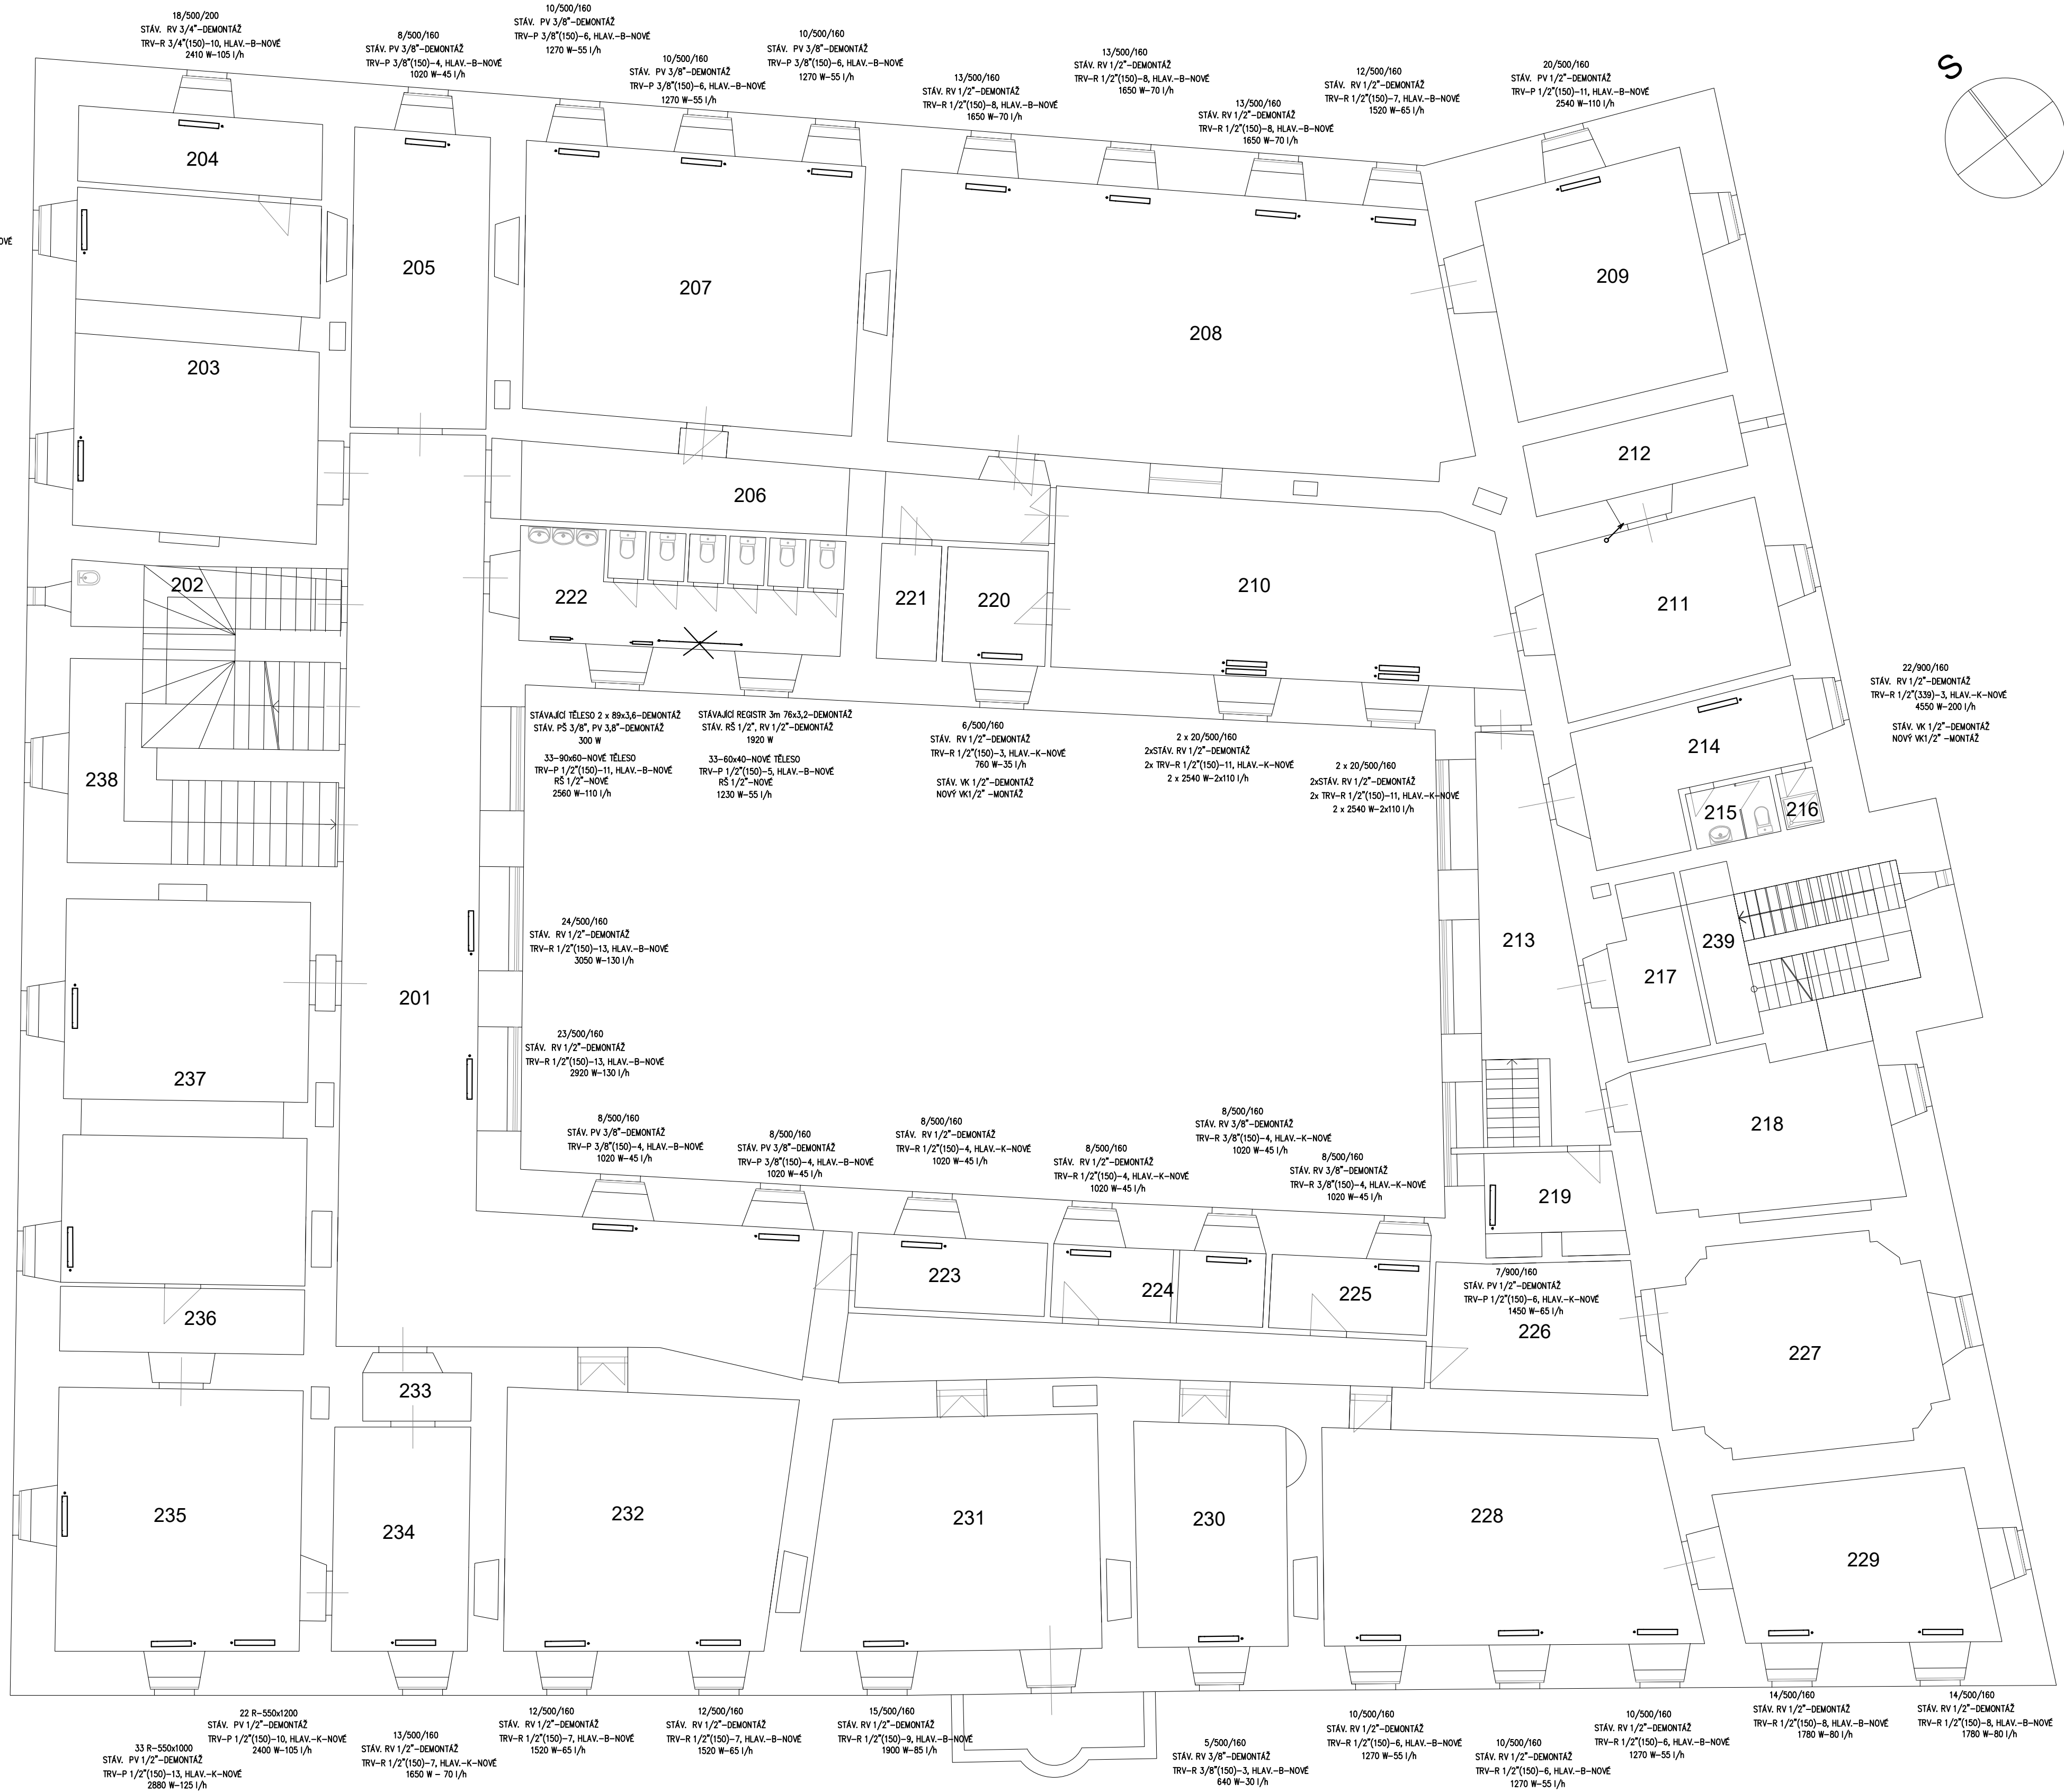 18/500/200
STÁV. RV 3/4"-DEMONTÁŽ
TRV-R 3/4"(150)-10, HLAV.-B-NOVÉ
2410 W-105 l/h
8/500/160
STÁV. PV 3/8"-DEMONTÁŽ
TRV-P 3/8"(150)-4, HLAV.-B-NOVÉ
1020 W-45 l/h
10/500/160
STÁV. PV 3/8"-DEMONTÁŽ
TRV-P 3/8"(150)-6, HLAV.-B-NOVÉ
1270 W-55 l/h
10/500/160
STÁV. PV 3/8"-DEMONTÁŽ
TRV-P 3/8"(150)-6, HLAV.-B-NOVÉ
1270 W-55 l/h
10/500/160
STÁV. PV 3/8"-DEMONTÁŽ
TRV-P 3/8"(150)-6, HLAV.-B-NOVÉ
1270 W-55 l/h
13/500/160
STÁV. RV 1/2"-DEMONTÁŽ
TRV-R 1/2"(150)-8, HLAV.-B-NOVÉ
1650 W-70 l/h
13/500/160
STÁV. RV 1/2"-DEMONTÁŽ
TRV-R 1/2"(150)-8, HLAV.-B-NOVÉ
1650 W-70 l/h
13/500/160
STÁV. RV 1/2"-DEMONTÁŽ
TRV-R 1/2"(150)-8, HLAV.-B-NOVÉ
1650 W-70 l/h
12/500/160
STÁV. RV 1/2"-DEMONTÁŽ
TRV-R 1/2"(150)-7, HLAV.-B-NOVÉ
1520 W-65 l/h
20/500/160
STÁV. PV 1/2"-DEMONTÁŽ
TRV-P 1/2"(150)-11, HLAV.-B-NOVÉ
2540 W-110 l/h
S
204
OVÉ
205
207
208
209
203
206
212
202
222
221
220
210
211
22/900/160
STÁV. RV 1/2"-DEMONTÁŽ
TRV-R 1/2"(339)-3, HLAV.-K-NOVÉ
4550 W-200 l/h
STÁV. VK 1/2"-DEMONTÁŽ
NOVÝ VK1/2" -MONTÁŽ
STÁVAJÍCÍ TĚLESO 2 x 89x3,6-DEMONTÁŽ
STÁV. PŠ 3/8", PV 3,8"-DEMONTÁŽ
300 W
33-90x60-NOVÉ TĚLESO
TRV-P 1/2"(150)-11, HLAV.-B-NOVÉ
RŠ 1/2"-NOVÉ
2560 W-110 l/h
STÁVAJÍCÍ REGISTR 3m 76x3,2-DEMONTÁŽ
STÁV. RŠ 1/2", RV 1/2"-DEMONTÁŽ
1920 W
33-60x40-NOVÉ TĚLESO
TRV-P 1/2"(150)-5, HLAV.-B-NOVÉ
RŠ 1/2"-NOVÉ
1230 W-55 l/h
6/500/160
STÁV. RV 1/2"-DEMONTÁŽ
TRV-R 1/2"(150)-3, HLAV.-K-NOVÉ
760 W-35 l/h
STÁV. VK 1/2"-DEMONTÁŽ
NOVÝ VK1/2" -MONTÁŽ
2 x 20/500/160
2xSTÁV. RV 1/2"-DEMONTÁŽ
2x TRV-R 1/2"(150)-11, HLAV.-K-NOVÉ
2 x 2540 W-2x110 l/h
2 x 20/500/160
2xSTÁV. RV 1/2"-DEMONTÁŽ
2x TRV-R 1/2"(150)-11, HLAV.-K-NOVÉ
2 x 2540 W-2x110 l/h
214
238
215
216
24/500/160
STÁV. RV 1/2"-DEMONTÁŽ
TRV-R 1/2"(150)-13, HLAV.-B-NOVÉ
3050 W-130 l/h
201
213
217
239
23/500/160
STÁV. RV 1/2"-DEMONTÁŽ
TRV-R 1/2"(150)-13, HLAV.-B-NOVÉ
2920 W-130 l/h
237
8/500/160
STÁV. PV 3/8"-DEMONTÁŽ
TRV-P 3/8"(150)-4, HLAV.-B-NOVÉ
1020 W-45 l/h
8/500/160
STÁV. PV 3/8"-DEMONTÁŽ
TRV-P 3/8"(150)-4, HLAV.-B-NOVÉ
1020 W-45 l/h
8/500/160
STÁV. RV 1/2"-DEMONTÁŽ
TRV-R 1/2"(150)-4, HLAV.-K-NOVÉ
1020 W-45 l/h
8/500/160
STÁV. RV 1/2"-DEMONTÁŽ
TRV-R 1/2"(150)-4, HLAV.-K-NOVÉ
1020 W-45 l/h
8/500/160
STÁV. RV 3/8"-DEMONTÁŽ
TRV-R 3/8"(150)-4, HLAV.-K-NOVÉ
1020 W-45 l/h
8/500/160
STÁV. RV 3/8"-DEMONTÁŽ
TRV-R 3/8"(150)-4, HLAV.-K-NOVÉ
1020 W-45 l/h
218
219
223
224
225
7/900/160
STÁV. PV 1/2"-DEMONTÁŽ
TRV-P 1/2"(150)-6, HLAV.-K-NOVÉ
1450 W-65 l/h
226
227
236
233
235
234
232
231
230
228
229
33 R-550x1000
STÁV. PV 1/2"-DEMONTÁŽ
TRV-P 1/2"(150)-13, HLAV.-K-NOVÉ
2880 W-125 l/h
22 R-550x1200
STÁV. PV 1/2"-DEMONTÁŽ
TRV-P 1/2"(150)-10, HLAV.-K-NOVÉ
2400 W-105 l/h
13/500/160
STÁV. RV 1/2"-DEMONTÁŽ
TRV-R 1/2"(150)-7, HLAV.-K-NOVÉ
1650 W - 70 l/h
12/500/160
STÁV. RV 1/2"-DEMONTÁŽ
TRV-R 1/2"(150)-7, HLAV.-B-NOVÉ
1520 W-65 l/h
12/500/160
STÁV. RV 1/2"-DEMONTÁŽ
TRV-R 1/2"(150)-7, HLAV.-B-NOVÉ
1520 W-65 l/h
15/500/160
STÁV. RV 1/2"-DEMONTÁŽ
TRV-R 1/2"(150)-9, HLAV.-B-NOVÉ
1900 W-85 l/h
5/500/160
STÁV. RV 3/8"-DEMONTÁŽ
TRV-R 3/8"(150)-3, HLAV.-B-NOVÉ
640 W-30 l/h
10/500/160
STÁV. RV 1/2"-DEMONTÁŽ
TRV-R 1/2"(150)-6, HLAV.-B-NOVÉ
1270 W-55 l/h
10/500/160
STÁV. RV 1/2"-DEMONTÁŽ
TRV-R 1/2"(150)-6, HLAV.-B-NOVÉ
1270 W-55 l/h
10/500/160
STÁV. RV 1/2"-DEMONTÁŽ
TRV-R 1/2"(150)-6, HLAV.-B-NOVÉ
1270 W-55 l/h
14/500/160
STÁV. RV 1/2"-DEMONTÁŽ
TRV-R 1/2"(150)-8, HLAV.-B-NOVÉ
1780 W-80 l/h
14/500/160
STÁV. RV 1/2"-DEMONTÁŽ
TRV-R 1/2"(150)-8, HLAV.-B-NOVÉ
1780 W-80 l/h